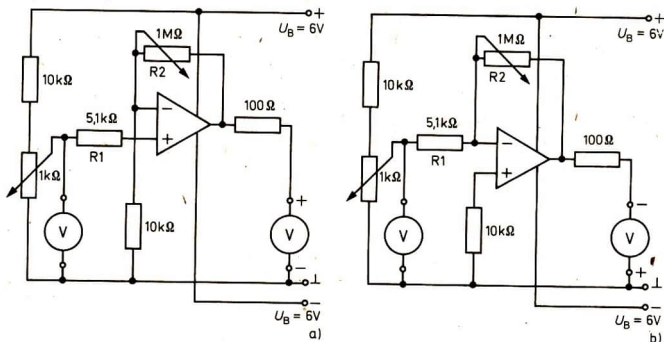 +
U_B = 6V
1MΩ
R2
10kΩ
5,1kΩ
R1
−
+
100Ω
1kΩ
V
10kΩ
+
V
−
⊥
−
U_B = 6V
a)
+
U_B = 6V
1MΩ
R2
10kΩ
5,1kΩ
R1
−
+
100Ω
1kΩ
V
10kΩ
−
V
+
⊥
−
U_B = 6V
b)